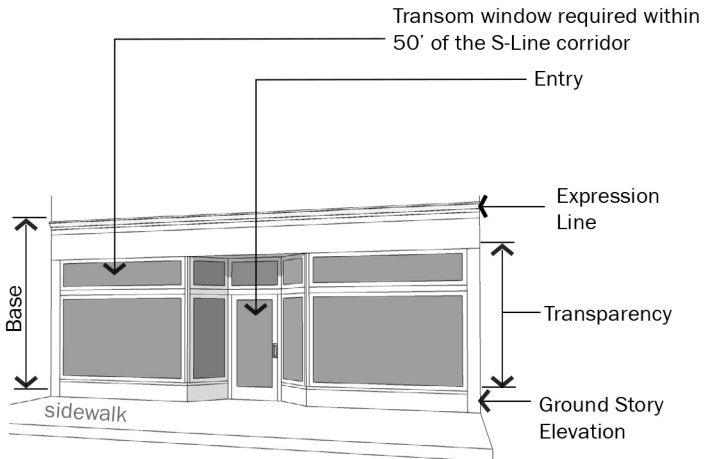 Transom window required within
50’ of the S-Line corridor
Entry
Expression
Line
Base
Transparency
sidewalk
Ground Story
Elevation